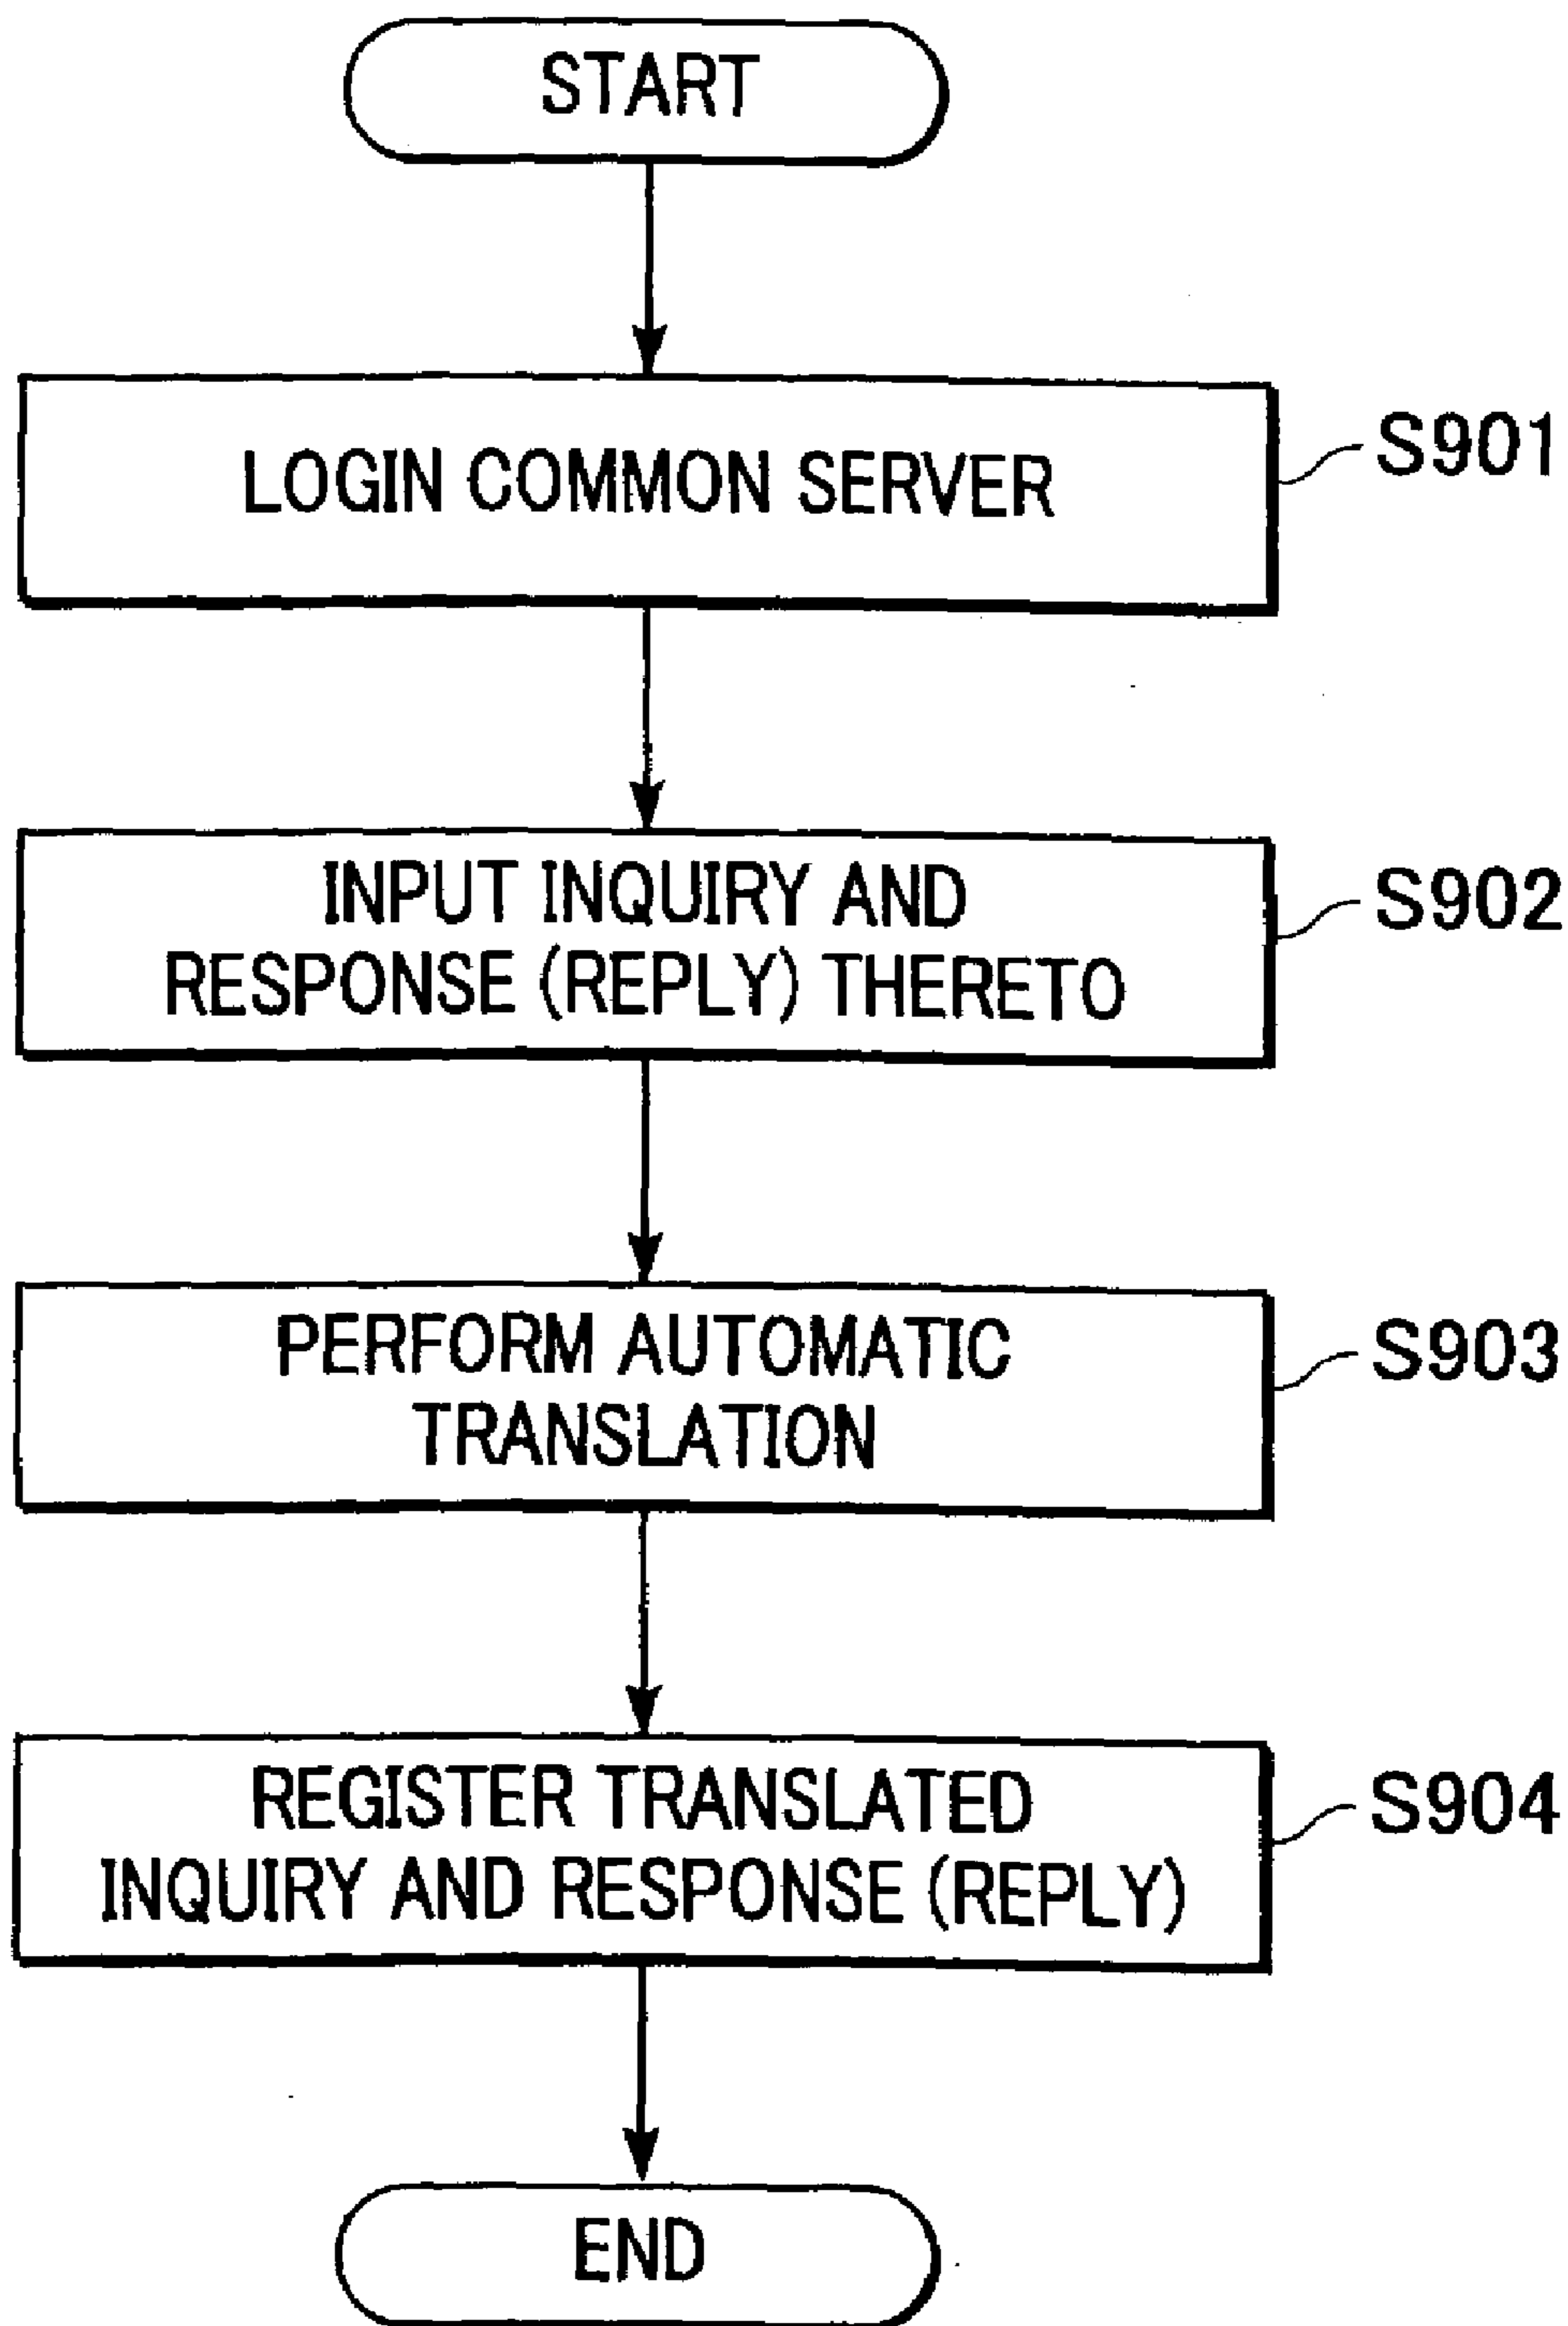 START
LOGIN COMMON SERVER
S901
INPUT INQUIRY AND
RESPONSE (REPLY) THERETO
S902
PERFORM AUTOMATIC
TRANSLATION
S903
REGISTER TRANSLATED
INQUIRY AND RESPONSE (REPLY)
S904
END